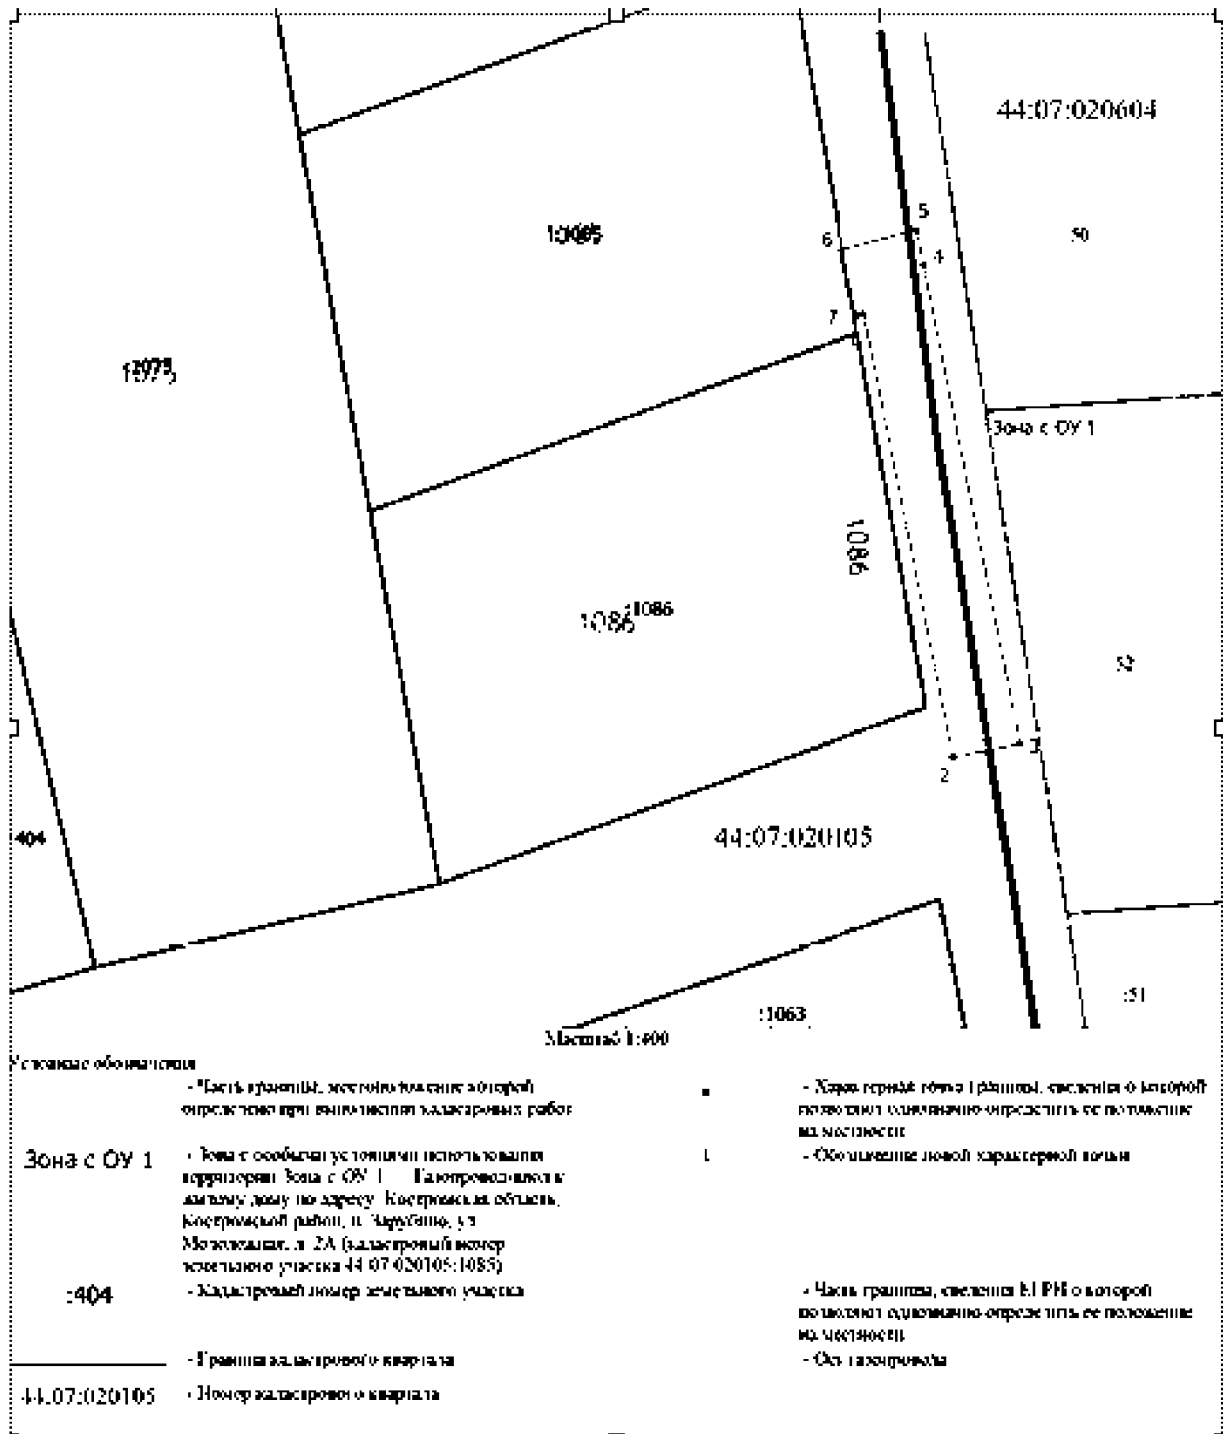 44:07:020604
5
6
4
:50
7
Зона с ОУ 1
1086
1086 :1086
2
404
44:07:020105
:51
:1063
Масштаб 1:400
Условные обозначения
- Часть границы, местоположение которой
определено при выполнении кадастровых работ
- Характерная точка границы, сведения о которой
позволяют однозначно определить ее положение
на местности
Зона с ОУ 1
- Зона с особыми условиями использования
территории Зона с ОУ 1
жилому дому по адресу: Костромская область,
Костромской район, п. Зарубино, ул.
Молодежная, д. 2А (кадастровый номер
земельного участка 44:07:020105:1085)
1
- Обозначение новой характерной точки
:404
- Кадастровый номер земельного участка
- Часть границы, сведения ЕГРН о которой
позволяют однозначно определить ее положение
на местности
- Граница кадастрового квартала
- Ось газопровода
44:07:020105
- Номер кадастрового квартала